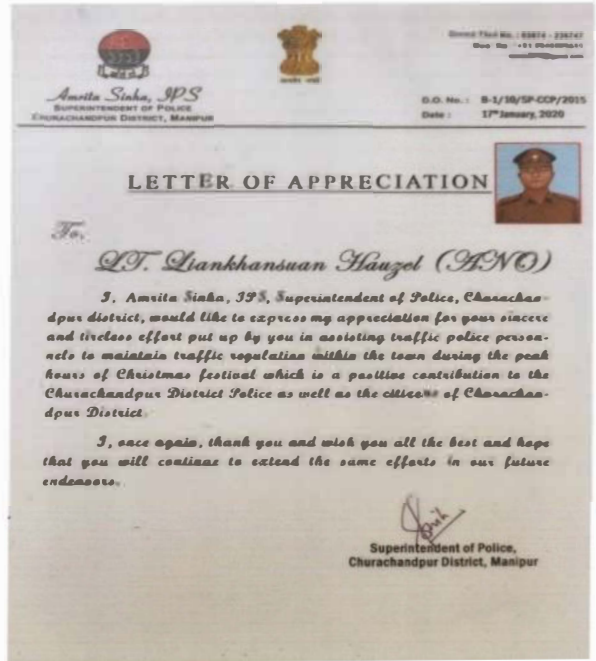 Amrita Sinha, IPS
SUPERINTENDENT OF POLICE
CHURACHANDPUR DISTRICT, MANIPUR
D.O. No. : B-1/30/SP-CCP/2015
Date : 17th January, 2020
LETTER OF APPRECIATION
To,
LT. Liankhansuan Hauzel (ANO)
I, Amrita Sinha, IPS, Superintendent of Police, Churachan-
dpur district, would like to express my appreciation for your sincere
and tireless effort put up by you in assisting traffic police person-
nels to maintain traffic regulation within the town during the peak
hours of Christmas festival which is a positive contribution to the
Churachandpur District Police as well as the citizens of Churachan-
dpur District.
I, once again, thank you and wish you all the best and hope
that you will continue to extend the same efforts in our future
endeavors.
Superintendent of Police,
Churachandpur District, Manipur